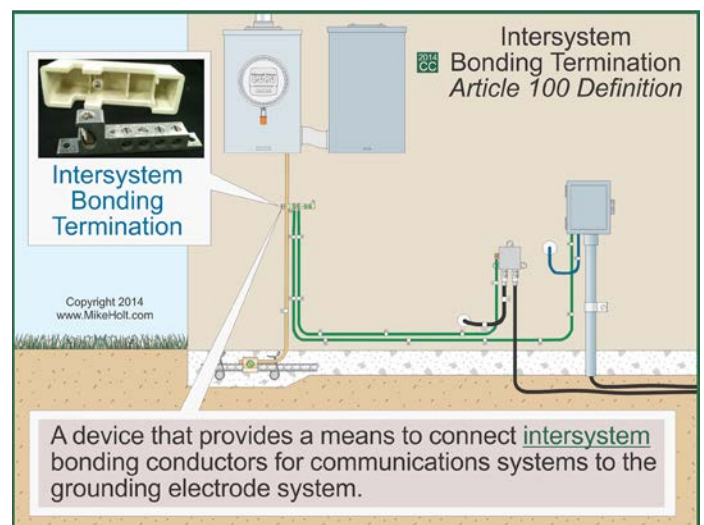 Intersystem
2014
CC
Bonding Termination
Article 100 Definition
Intersystem
Bonding
Termination
Copyright 2014
www.MikeHolt.com
A device that provides a means to connect intersystem
bonding conductors for communications systems to the
grounding electrode system.